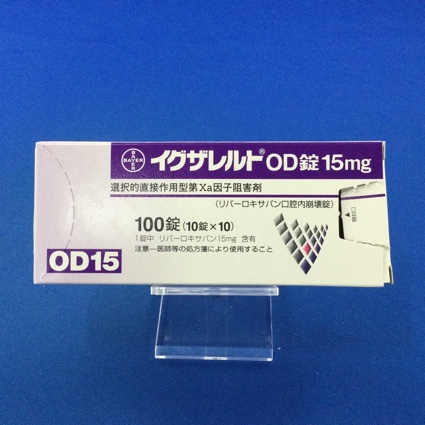 BAYER
イグザレルト® OD錠 15mg
選択的直接作用型第Xa因子阻害剤
(リバーロキサバン口腔内崩壊錠)
100錠(10錠×10)
1錠中 リバーロキサバン15mg 含有
注意−医師等の処方箋により使用すること
OD15